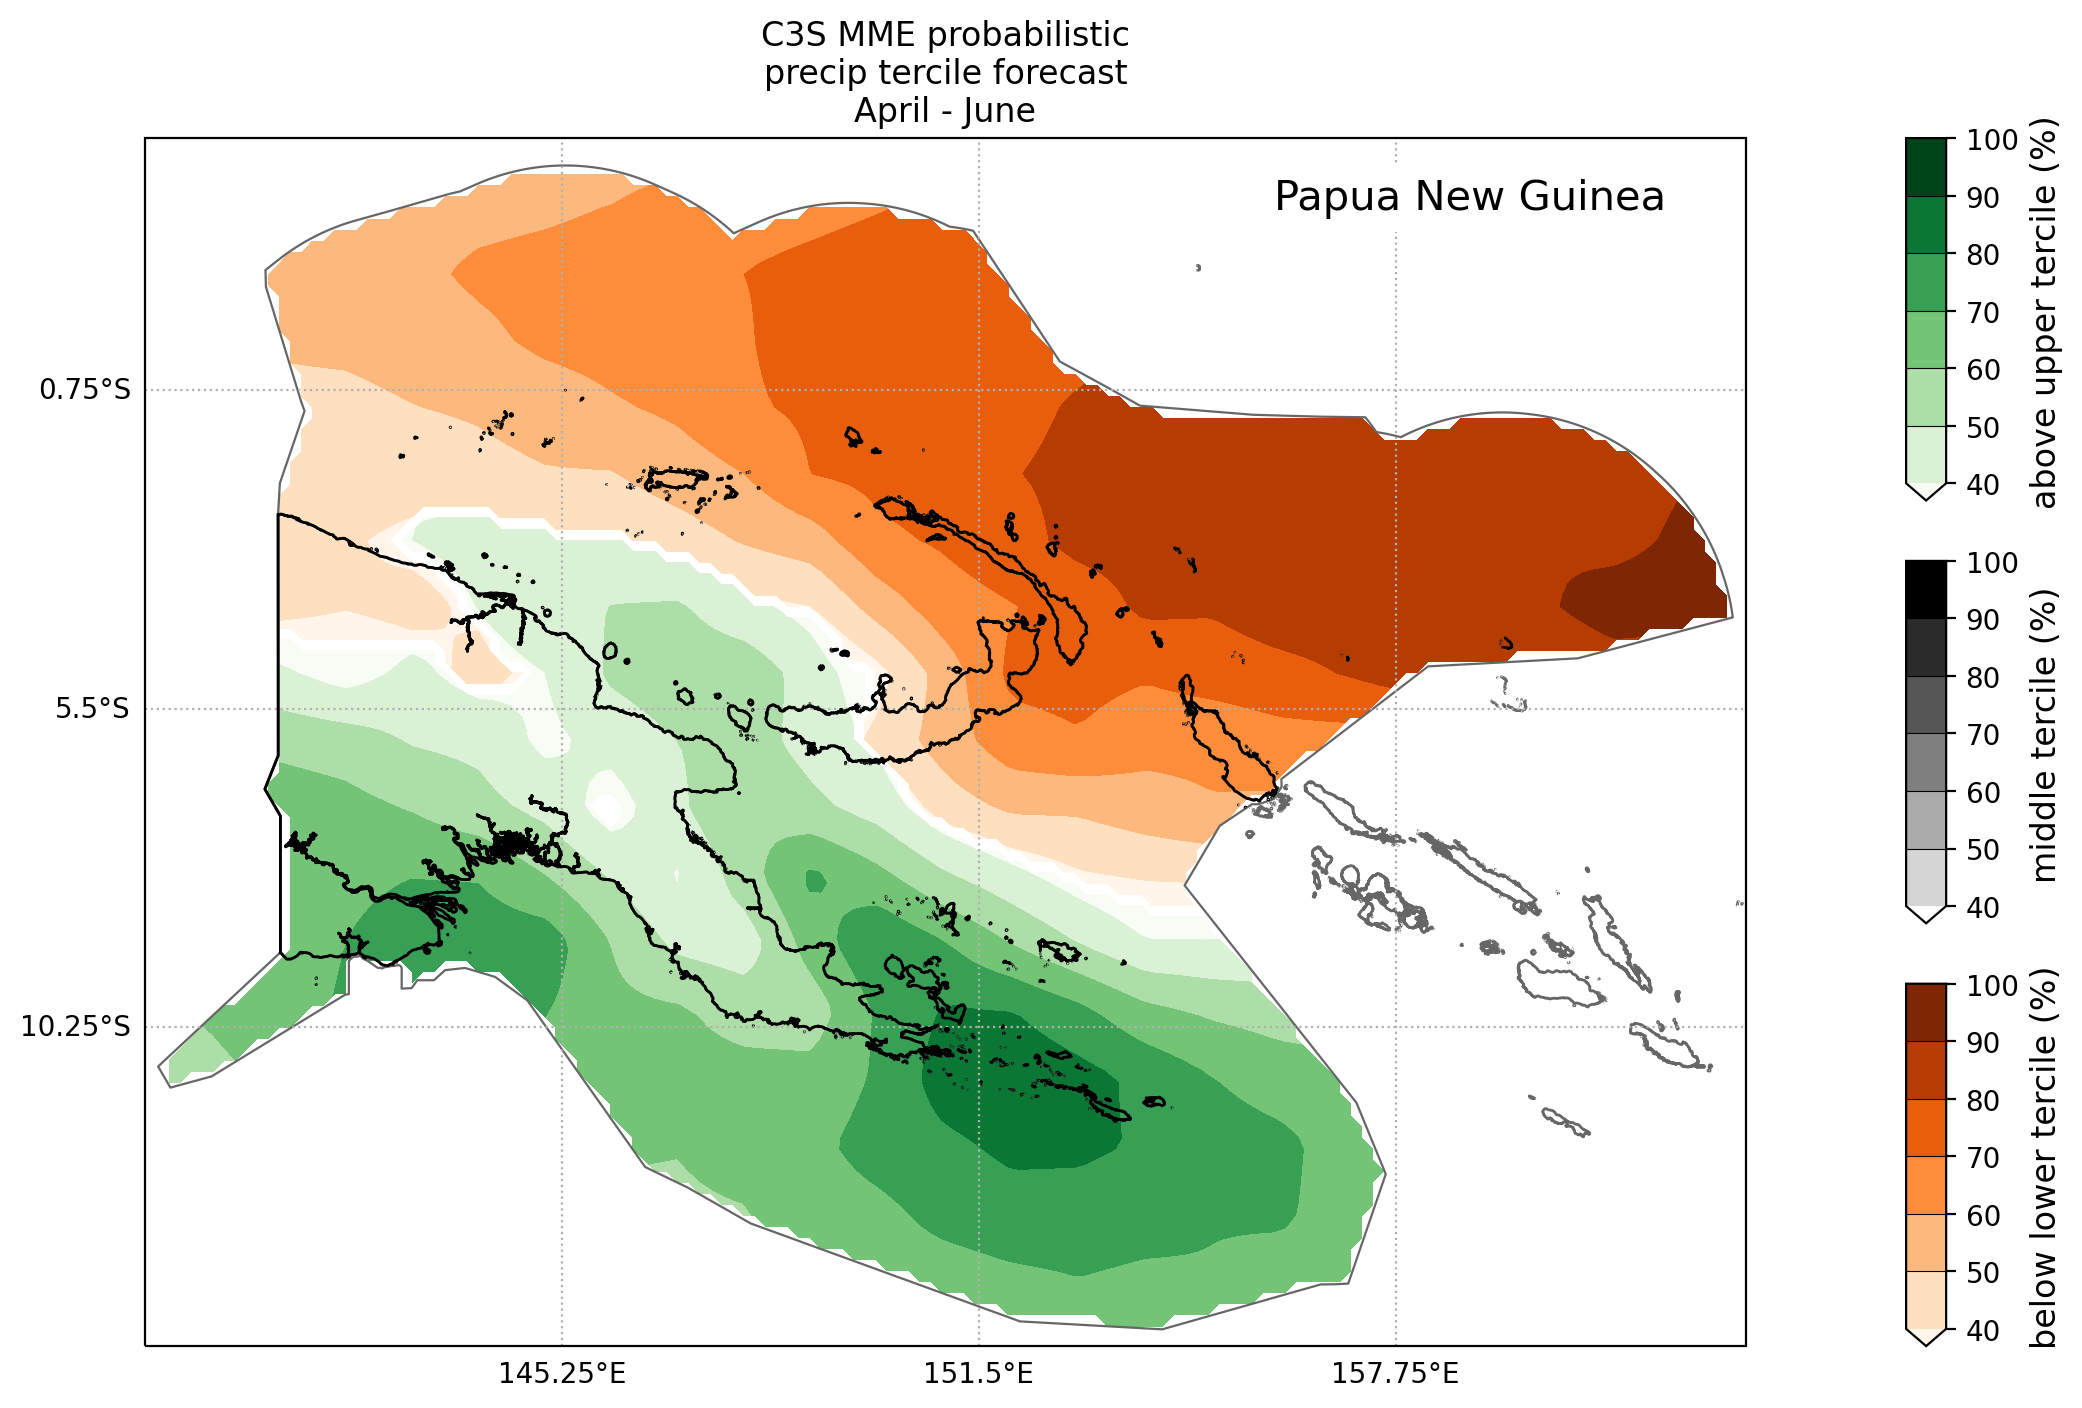 C3S MME probabilistic
precip tercile forecast
April - June
Papua New Guinea
0.75°S
5.5°S
10.25°S
145.25°E
151.5°E
157.75°E
100
90
80
70
60
50
40
above upper tercile (%)
100
90
80
70
60
50
40
middle tercile (%)
100
90
80
70
60
50
40
below lower tercile (%)